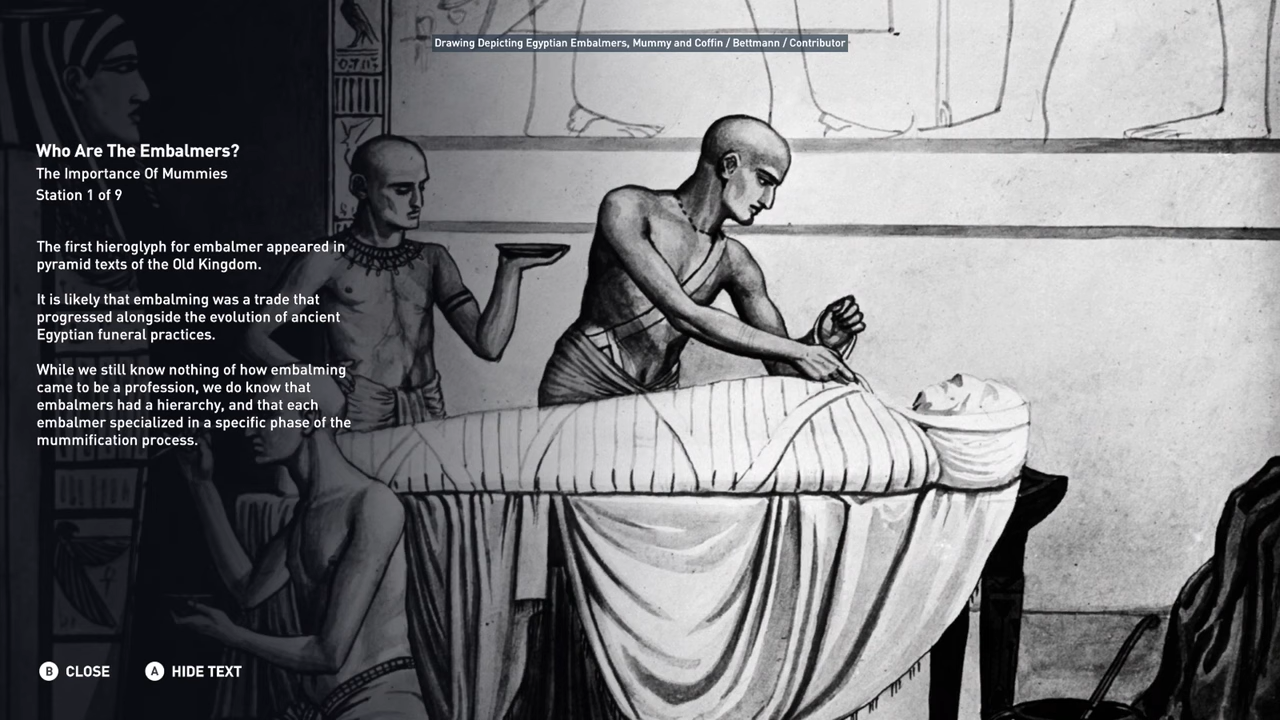 Drawing Depicting Egyptian Embalmers, Mummy and Coffin / Bettmann / Contributor
Who Are The Embalmers?
The Importance Of Mummies
Station 1 of 9
The first hieroglyph for embalmer appeared in
pyramid texts of the Old Kingdom.
It is likely that embalming was a trade that
progressed alongside the evolution of ancient
Egyptian funeral practices.
While we still know nothing of how embalming
came to be a profession, we do know that
embalmers had a hierarchy, and that each
embalmer specialized in a specific phase of the
mummification process.
B CLOSE A HIDE TEXT